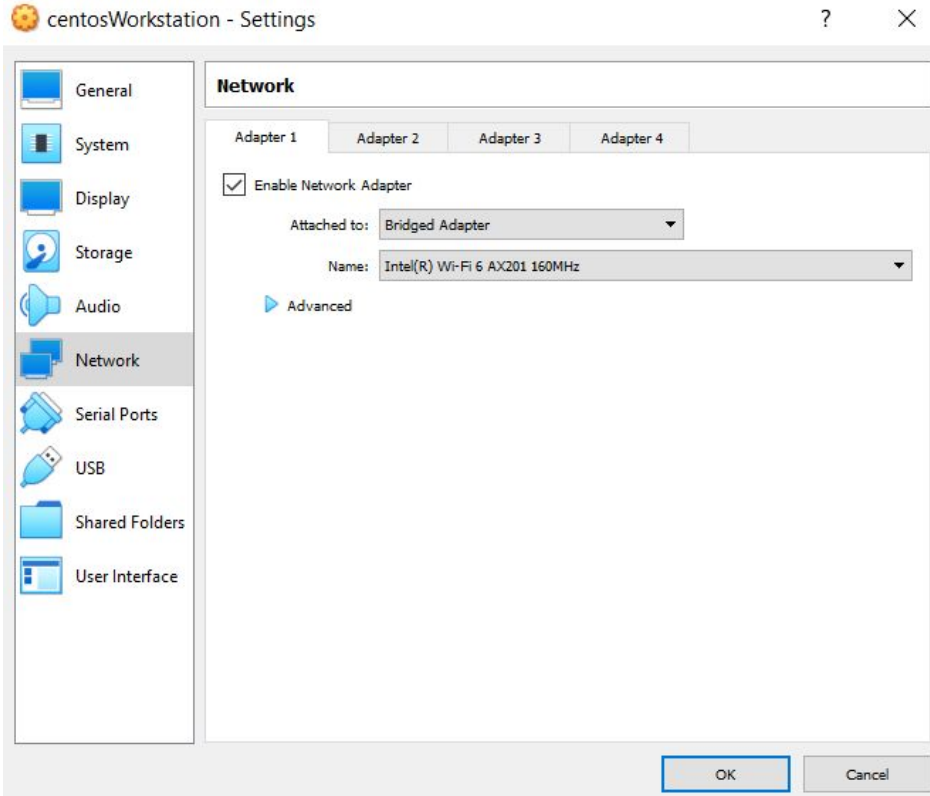 centosWorkstation - Settings
?
General
System
Display
Storage
Audio
Network
Serial Ports
USB
Shared Folders
User Interface
Network
Adapter 1 Adapter 2 Adapter 3 Adapter 4
Enable Network Adapter
Attached to: Bridged Adapter
Name: Intel(R) Wi-Fi 6 AX201 160MHz
Advanced
OK Cancel